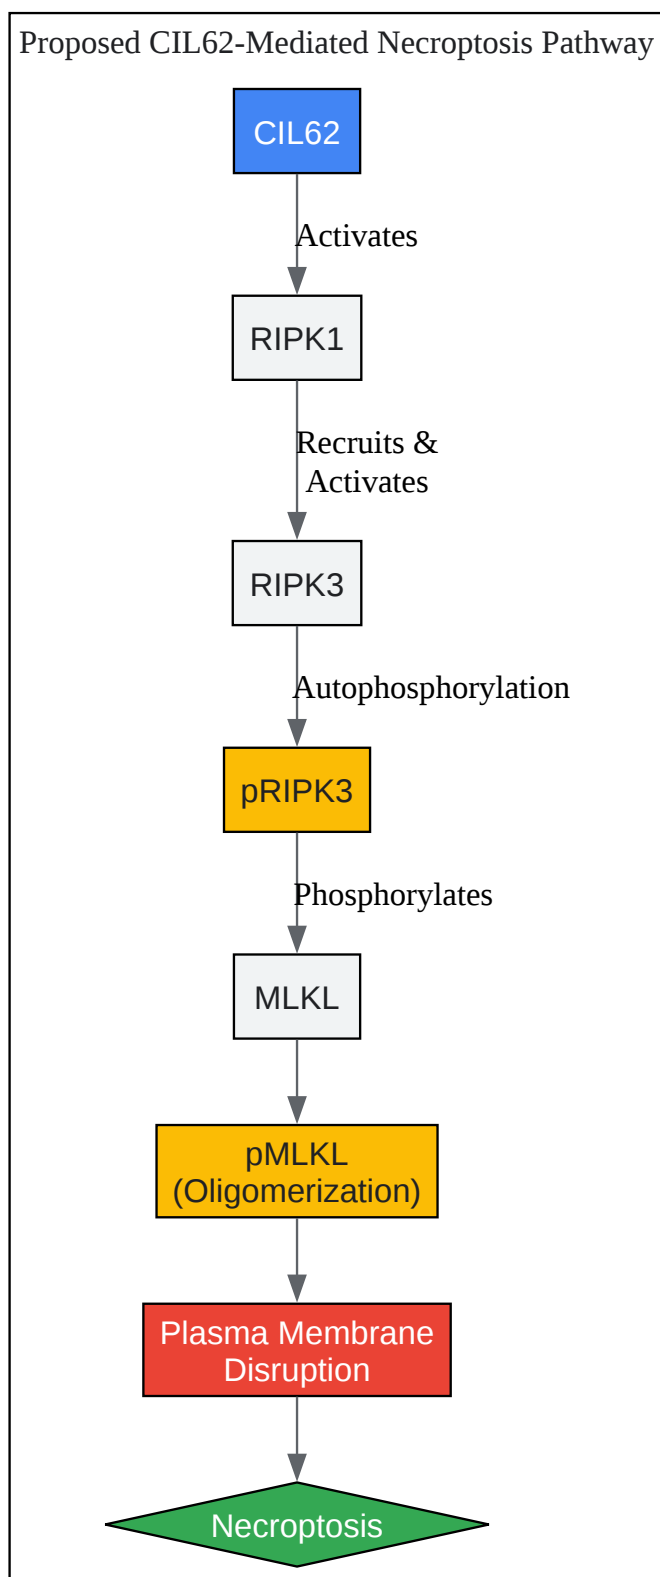 Proposed CIL62-Mediated Necroptosis Pathway
CIL62
Activates
RIPK1
Recruits &
Activates
RIPK3
Autophosphorylation
pRIPK3
Phosphorylates
MLKL
pMLKL
(Oligomerization)
Plasma Membrane
Disruption
Necroptosis